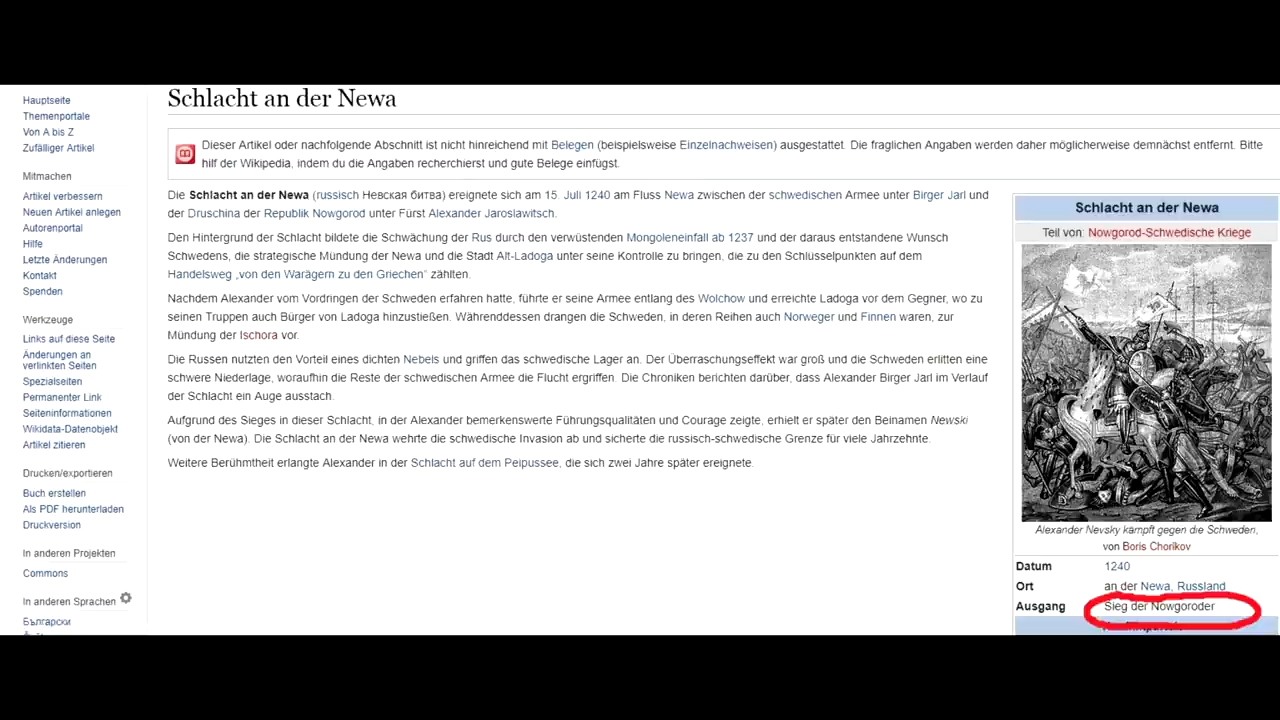 Schlacht an der Newa
Hauptseite
Themenportale
Von A bis Z
Zufälliger Artikel
Mitmachen
Artikel verbessern
Neuen Artikel anlegen
Autorenportal
Hilfe
Letzte Änderungen
Kontakt
Spenden
Werkzeuge
Links auf diese Seite
Änderungen an
verlinkten Seiten
Spezialseiten
Permanenter Link
Seiteninformationen
Wikidata-Datenobjekt
Artikel zitieren
Drucken/exportieren
Buch erstellen
Als PDF herunterladen
Druckversion
In anderen Projekten
Commons
In anderen Sprachen
Български
Dieser Artikel oder nachfolgende Abschnitt ist nicht hinreichend mit Belegen (beispielsweise Einzelnachweisen) ausgestattet. Die fraglichen Angaben werden daher möglicherweise demnächst entfernt. Bitte
hilf der Wikipedia, indem du die Angaben recherchierst und gute Belege einfügst.
Die Schlacht an der Newa (russisch Невская битва) ereignete sich am 15. Juli 1240 am Fluss Newa zwischen der schwedischen Armee unter Birger Jarl und
der Druschina der Republik Nowgorod unter Fürst Alexander Jaroslawitsch.
Den Hintergrund der Schlacht bildete die Schwächung der Rus durch den verwüstenden Mongoleneinfall ab 1237 und der daraus entstandene Wunsch
Schwedens, die strategische Mündung der Newa und die Stadt Alt-Ladoga unter seine Kontrolle zu bringen, die zu den Schlüsselpunkten auf dem
Handelsweg „von den Warägern zu den Griechen“ zählten.
Nachdem Alexander vom Vordringen der Schweden erfahren hatte, führte er seine Armee entlang des Wolchow und erreichte Ladoga vor dem Gegner, wo zu
seinen Truppen auch Bürger von Ladoga hinzustießen. Währenddessen drangen die Schweden, in deren Reihen auch Norweger und Finnen waren, zur
Mündung der Ischora vor.
Die Russen nutzten den Vorteil eines dichten Nebels und griffen das schwedische Lager an. Der Überraschungseffekt war groß und die Schweden erlitten eine
schwere Niederlage, woraufhin die Reste der schwedischen Armee die Flucht ergriffen. Die Chroniken berichten darüber, dass Alexander Birger Jarl im Verlauf
der Schlacht ein Auge ausstach.
Aufgrund des Sieges in dieser Schlacht, in der Alexander bemerkenswerte Führungsqualitäten und Courage zeigte, erhielt er später den Beinamen Newski
(von der Newa). Die Schlacht an der Newa wehrte die schwedische Invasion ab und sicherte die russisch-schwedische Grenze für viele Jahrzehnte.
Weitere Berühmtheit erlangte Alexander in der Schlacht auf dem Peipussee, die sich zwei Jahre später ereignete.
Schlacht an der Newa
Teil von: Nowgorod-Schwedische Kriege
Alexander Nevsky kämpft gegen die Schweden,
von Boris Chorikov
Datum 1240
Ort an der Newa, Russland
Ausgang Sieg der Nowgoroder